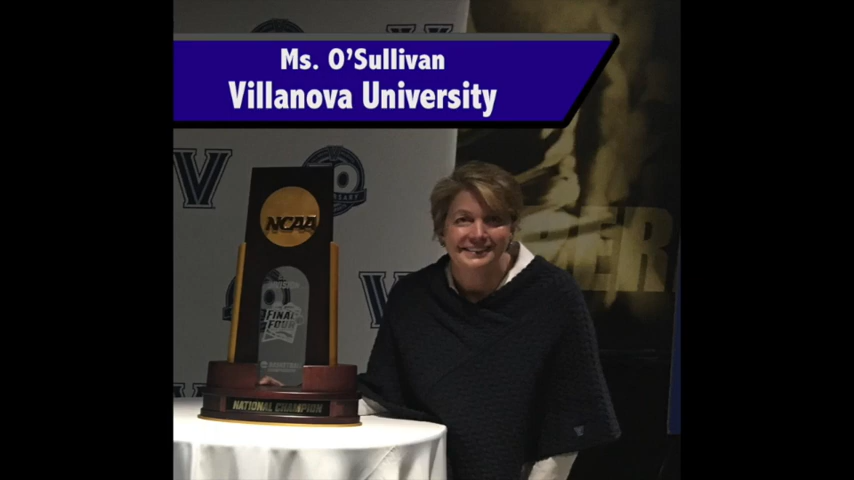 Ms. O'Sullivan
Villanova University
V
NCAA
V
FINAL
FOUR
NATIONAL CHAMPION